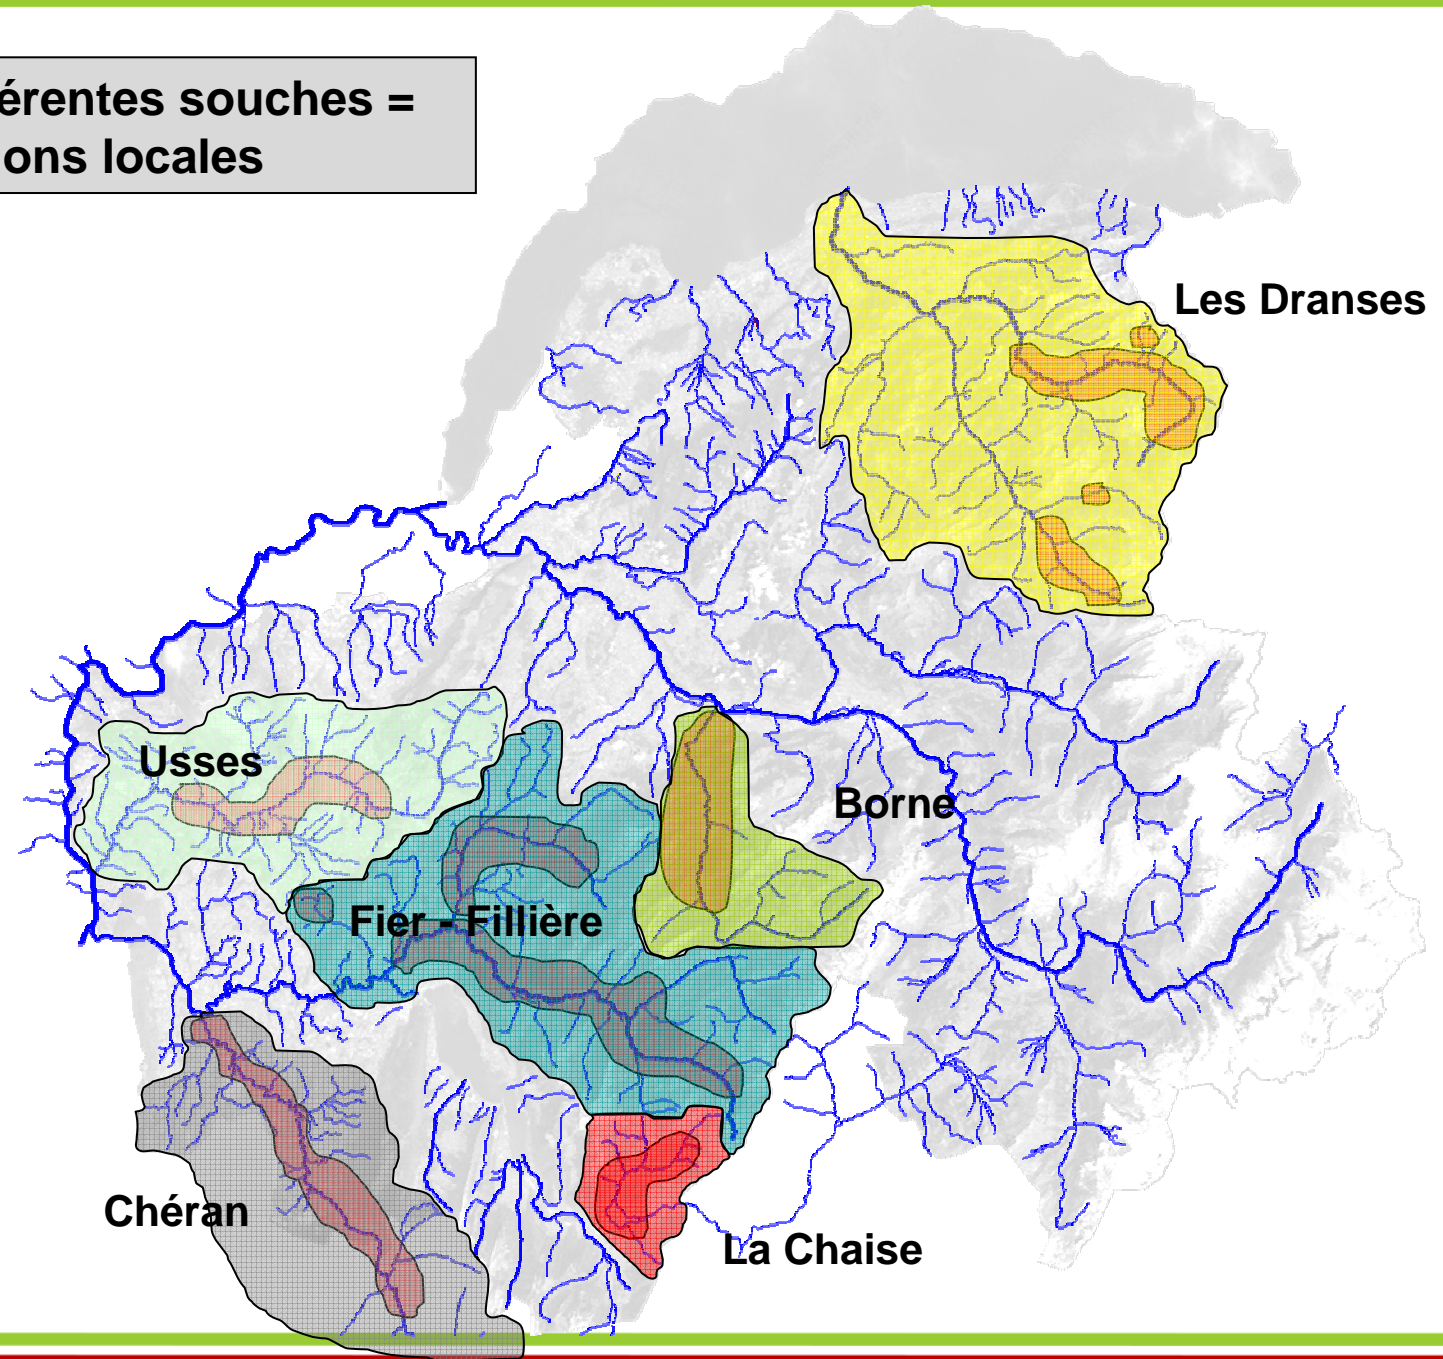 érentes souches =
ons locales
Les Dranses
Usses
Borne
Fier - Fillière
Chéran
La Chaise